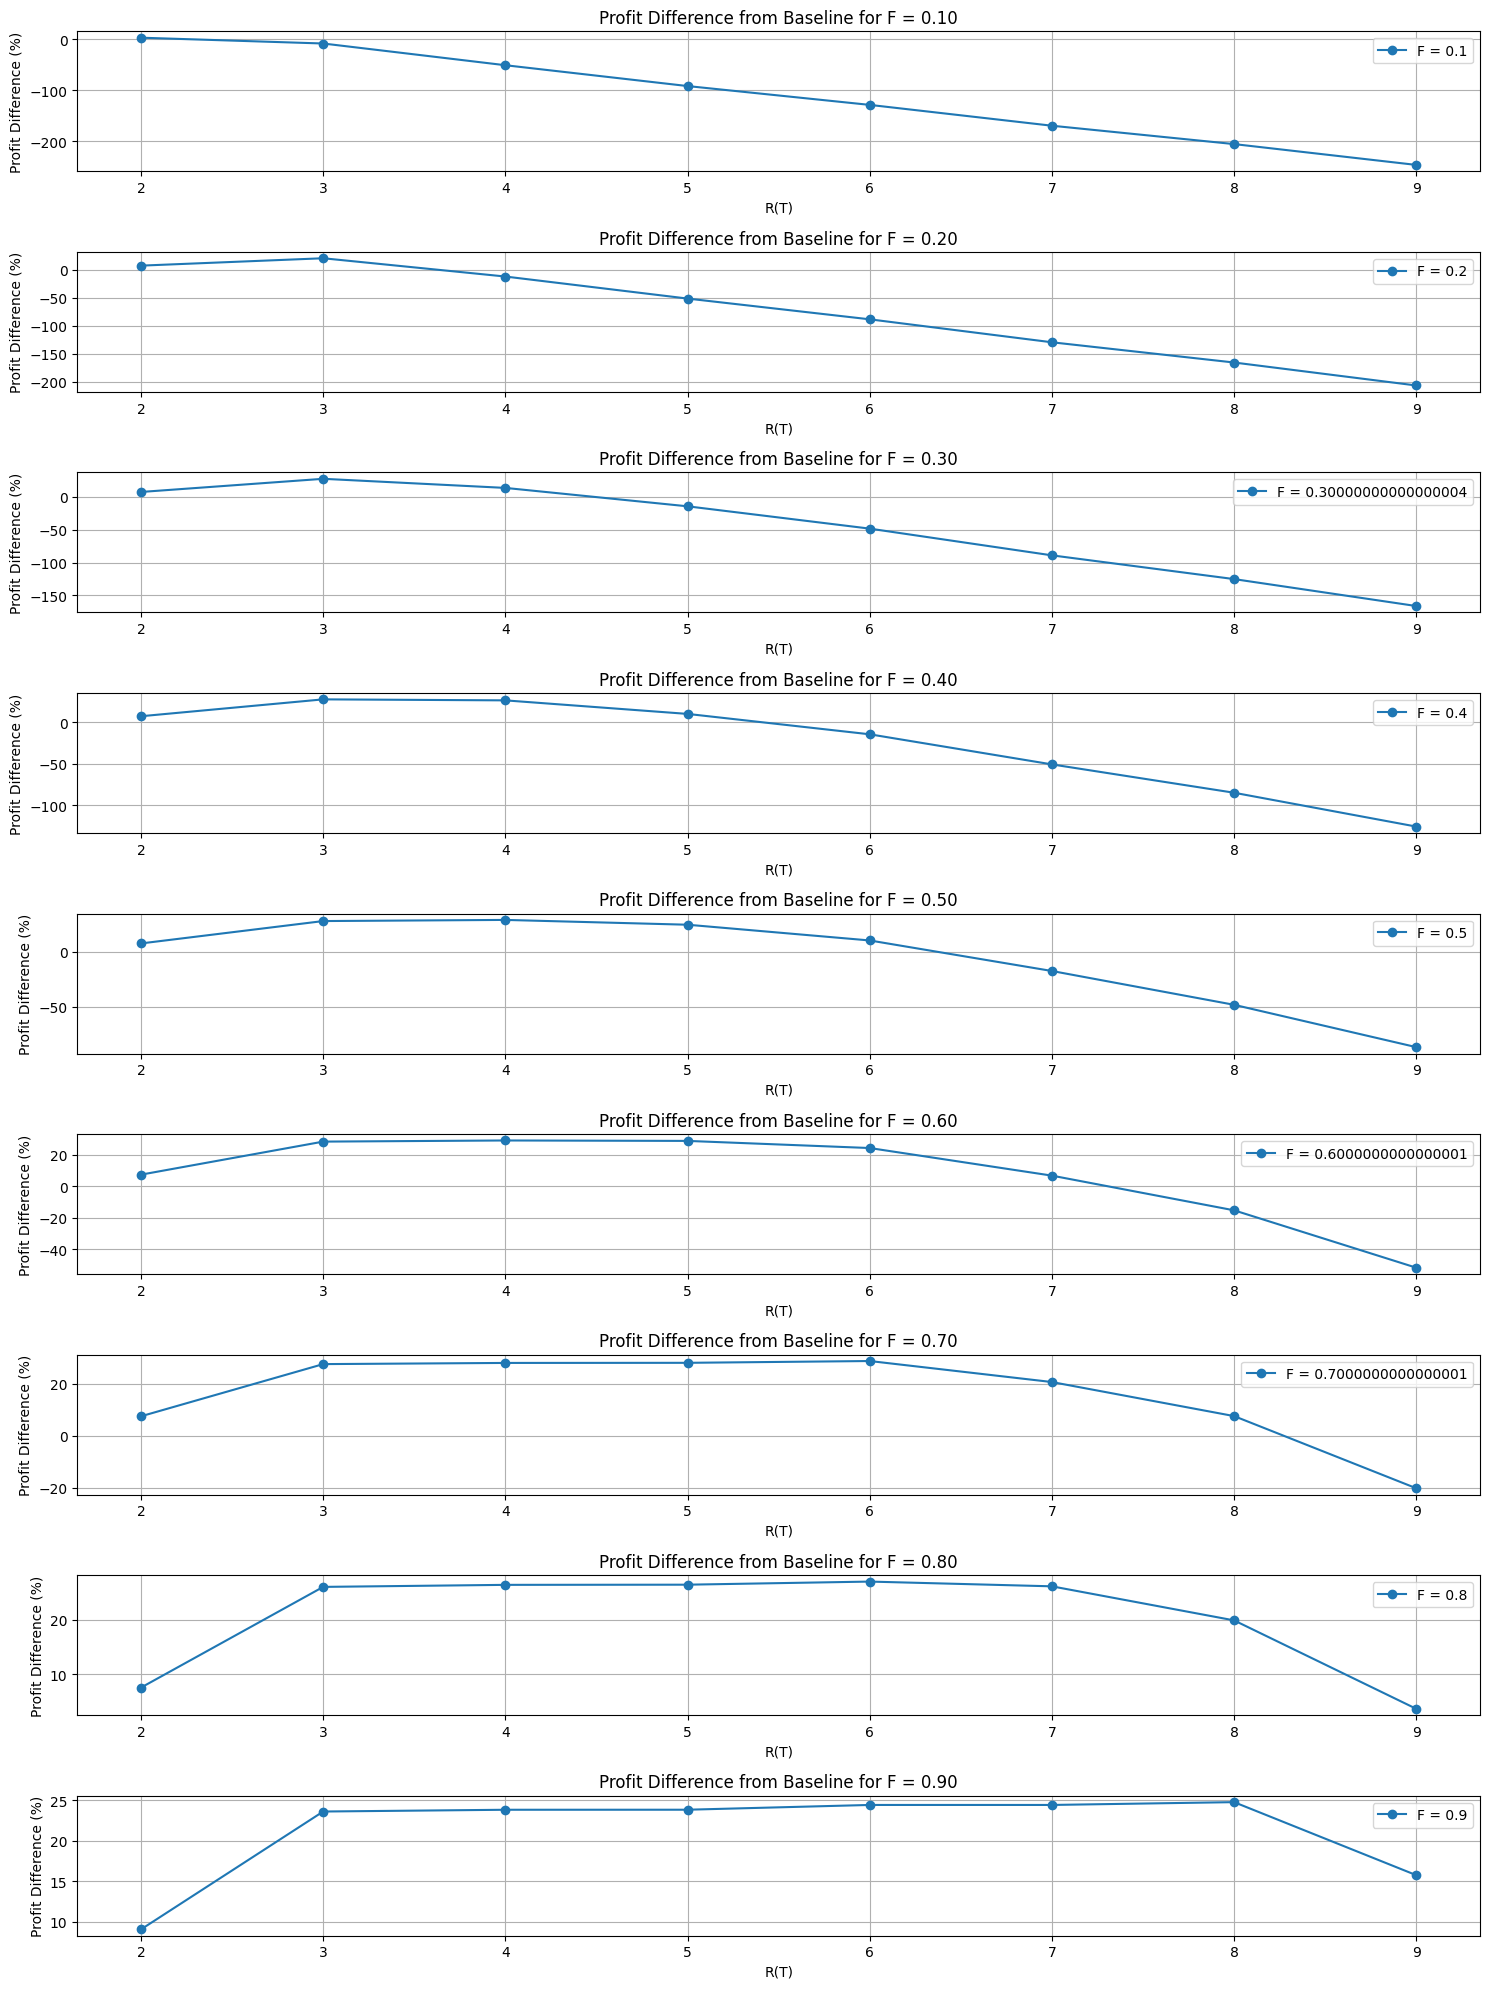 Profit Difference from Baseline for F = 0.10
Profit Difference (%)
0
−100
−200
F = 0.1
2 3 4 5 6 7 8 9
R(T)
Profit Difference from Baseline for F = 0.20
Profit Difference (%)
0
−50
−100
−150
−200
F = 0.2
2 3 4 5 6 7 8 9
R(T)
Profit Difference from Baseline for F = 0.30
Profit Difference (%)
0
−50
−100
−150
F = 0.30000000000000004
2 3 4 5 6 7 8 9
R(T)
Profit Difference from Baseline for F = 0.40
Profit Difference (%)
0
−50
−100
F = 0.4
2 3 4 5 6 7 8 9
R(T)
Profit Difference from Baseline for F = 0.50
Profit Difference (%)
0
−50
F = 0.5
2 3 4 5 6 7 8 9
R(T)
Profit Difference from Baseline for F = 0.60
Profit Difference (%)
20
0
−20
−40
F = 0.6000000000000001
2 3 4 5 6 7 8 9
R(T)
Profit Difference from Baseline for F = 0.70
Profit Difference (%)
20
0
−20
F = 0.7000000000000001
2 3 4 5 6 7 8 9
R(T)
Profit Difference from Baseline for F = 0.80
Profit Difference (%)
20
10
F = 0.8
2 3 4 5 6 7 8 9
R(T)
Profit Difference from Baseline for F = 0.90
Profit Difference (%)
25
20
15
10
F = 0.9
2 3 4 5 6 7 8 9
R(T)